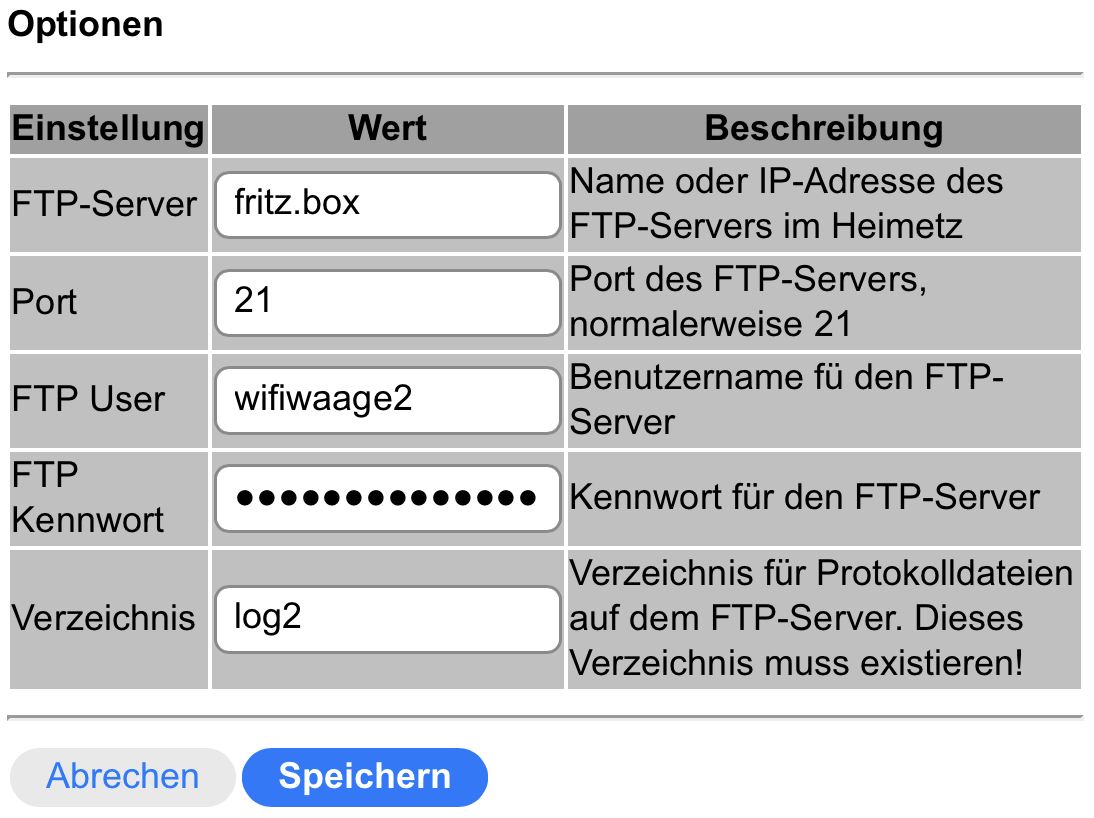 Optionen
Einstellung Wert Beschreibung
FTP-Server fritz.box Name oder IP-Adresse des
FTP-Servers im Heimetz
Port 21 Port des FTP-Servers,
normalerweise 21
FTP User wifiwaage2 Benutzername fü den FTP-
Server
FTP
Kennwort ●●●●●●●●●●●●●● Kennwort für den FTP-Server
Verzeichnis log2 Verzeichnis für Protokolldateien
auf dem FTP-Server. Dieses
Verzeichnis muss existieren!
Abrechen Speichern